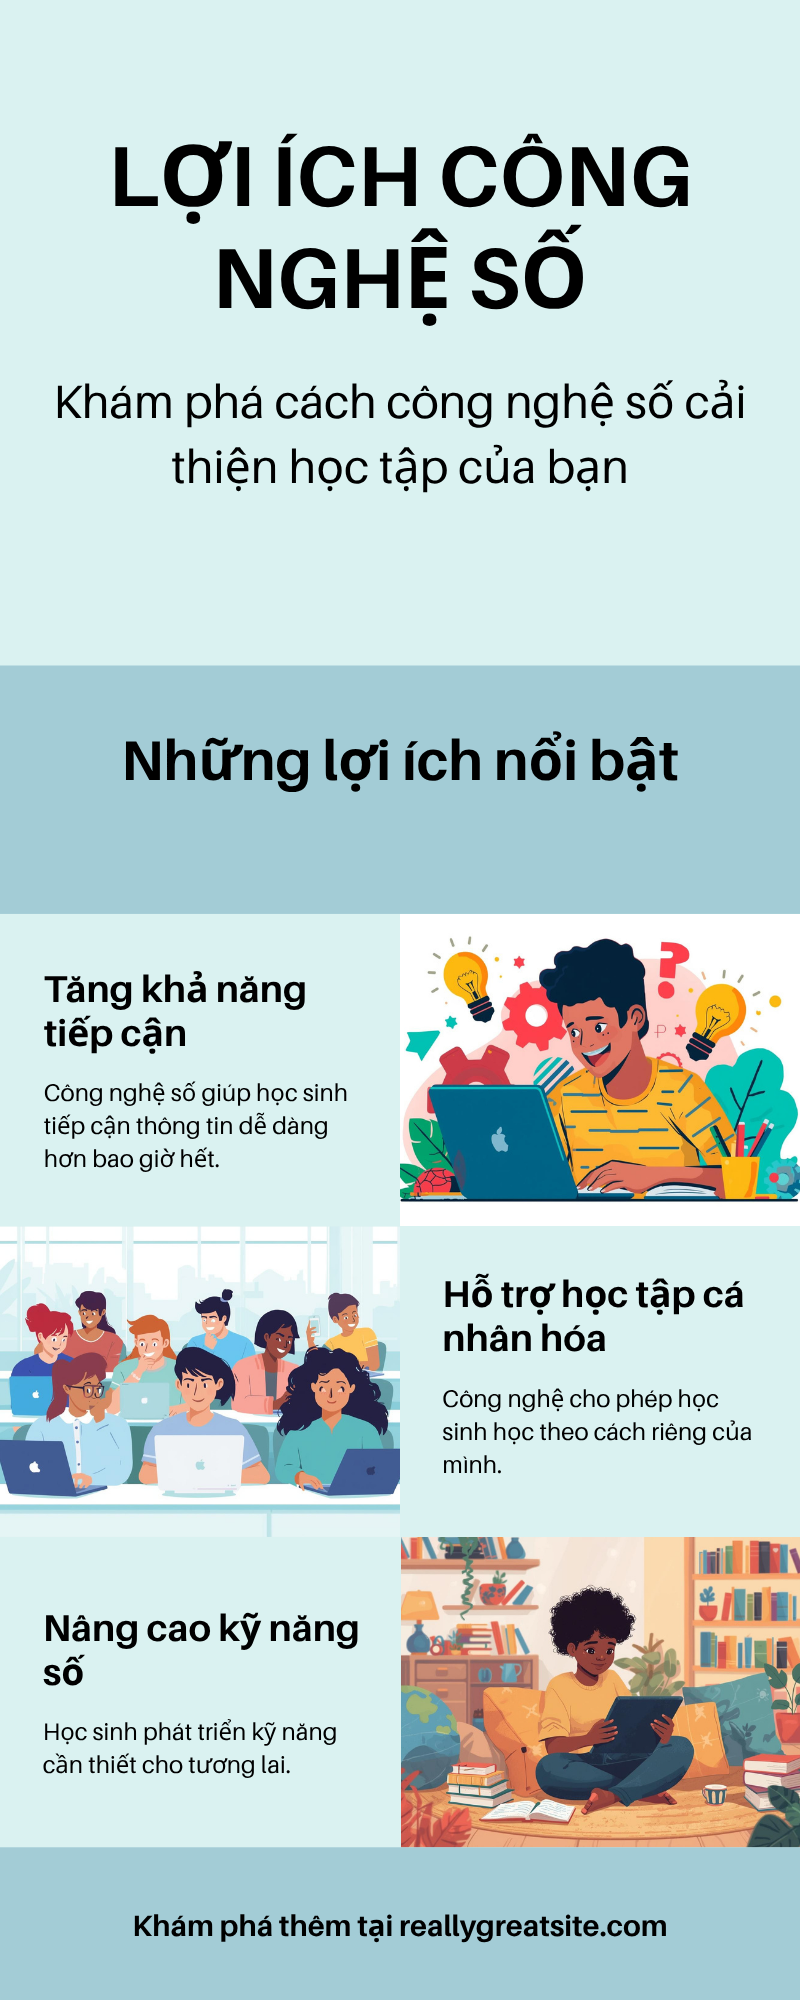 LỢI ÍCH CÔNG
NGHỆ SỐ
Khám phá cách công nghệ số cải
thiện học tập của bạn
Những lợi ích nổi bật
Tăng khả năng
tiếp cận
Công nghệ số giúp học sinh
tiếp cận thông tin dễ dàng
hơn bao giờ hết.
?
P
Hỗ trợ học tập cá
nhân hóa
Công nghệ cho phép học
sinh học theo cách riêng của
mình.
Nâng cao kỹ năng
số
Học sinh phát triển kỹ năng
cần thiết cho tương lai.
Khám phá thêm tại reallygreatsite.com